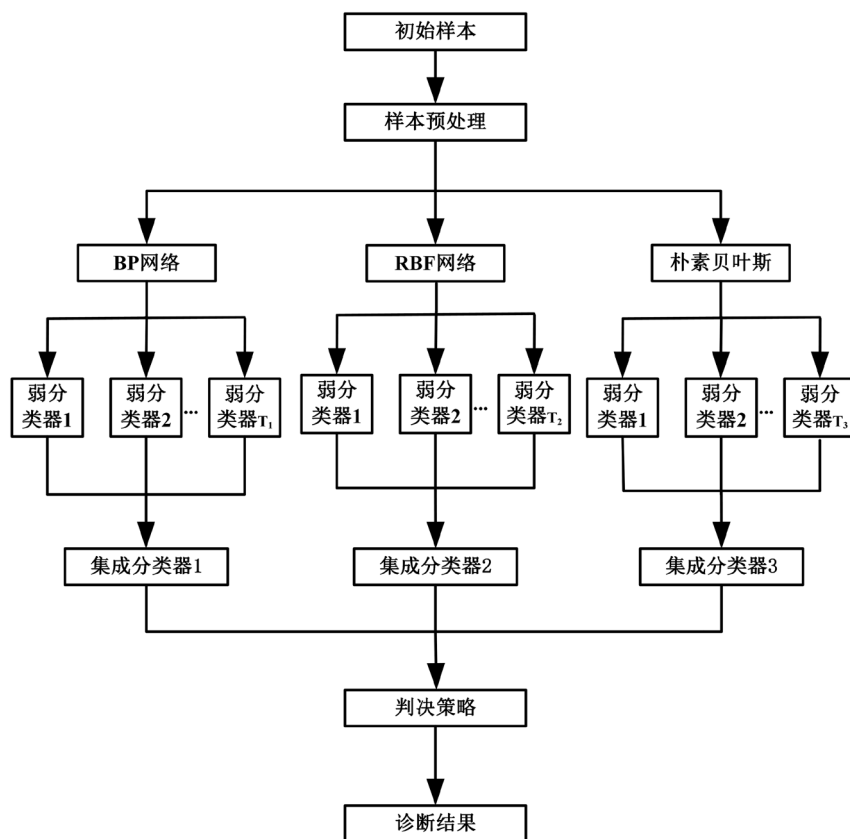 初始样本
样本预处理
BP网络
RBF网络
朴素贝叶斯
弱分
类器1
弱分
类器2
...
弱分
类器T₁
弱分
类器1
弱分
类器2
...
弱分
类器T₂
弱分
类器1
弱分
类器2
...
弱分
类器T₃
集成分类器1
集成分类器2
集成分类器3
判决策略
诊断结果